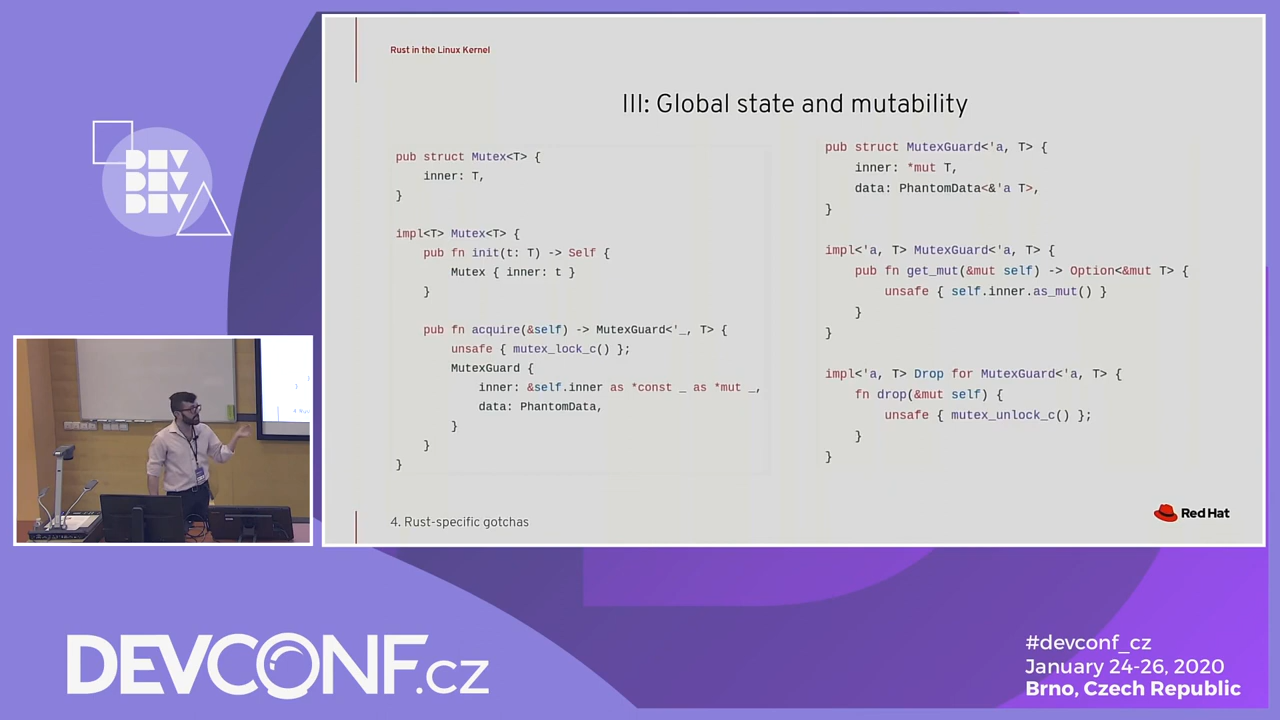 DEV
DEV
DEV
Rust in the Linux Kernel
III: Global state and mutability
pub struct Mutex<T> {
    inner: T,
}
impl<T> Mutex<T> {
    pub fn init(t: T) -> Self {
        Mutex { inner: t }
    }
    pub fn acquire(&self) -> MutexGuard<'_, T> {
        unsafe { mutex_lock_c() };
        MutexGuard {
            inner: &self.inner as *const _ as *mut _,
            data: PhantomData,
        }
    }
}
pub struct MutexGuard<'a, T> {
    inner: *mut T,
    data: PhantomData<&'a T>,
}
impl<'a, T> MutexGuard<'a, T> {
    pub fn get_mut(&mut self) -> Option<&mut T> {
        unsafe { self.inner.as_mut() }
    }
}
impl<'a, T> Drop for MutexGuard<'a, T> {
    fn drop(&mut self) {
        unsafe { mutex_unlock_c() };
    }
}
4. Rust-specific gotchas
Red Hat
DEVCONF.cz
#devconf_cz
January 24-26, 2020
Brno, Czech Republic